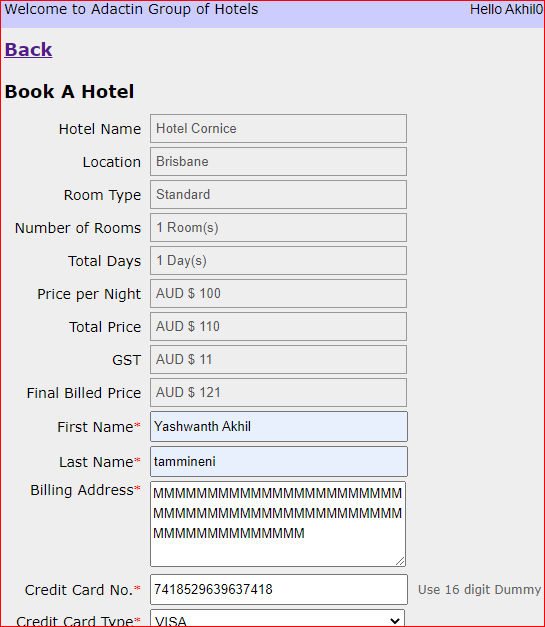 Welcome to Adactin Group of Hotels Hello Akhil0
Back
Book A Hotel
Hotel Name Hotel Cornice
Location Brisbane
Room Type Standard
Number of Rooms 1 Room(s)
Total Days 1 Day(s)
Price per Night AUD $ 100
Total Price AUD $ 110
GST AUD $ 11
Final Billed Price AUD $ 121
First Name* Yashwanth Akhil
Last Name* tammineni
Billing Address* MMMMMMMMMMMMMMMMMMMMMMM
MMMMMMMMMMMMMMMMMMMMMMM
MMMMMMMMMMMMMM
Credit Card No.* 7418529639637418 Use 16 digit Dummy
Credit Card Type* VISA